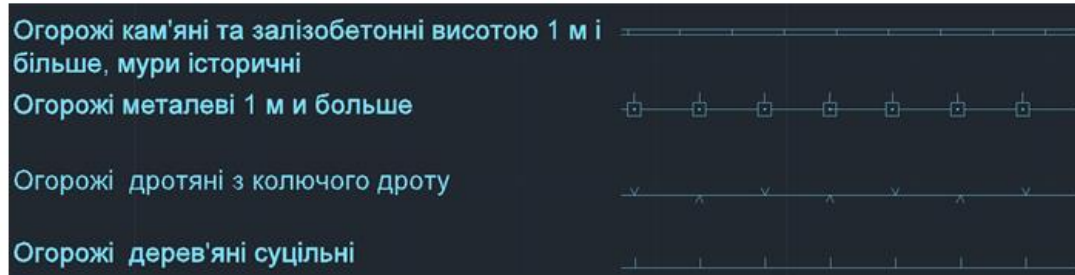 Огорожі кам'яні та залізобетонні висотою 1 м і
більше, мури історичні
Огорожі металеві 1 м и больше
Огорожі дротяні з колючого дроту
Огорожі дерев'яні суцільні